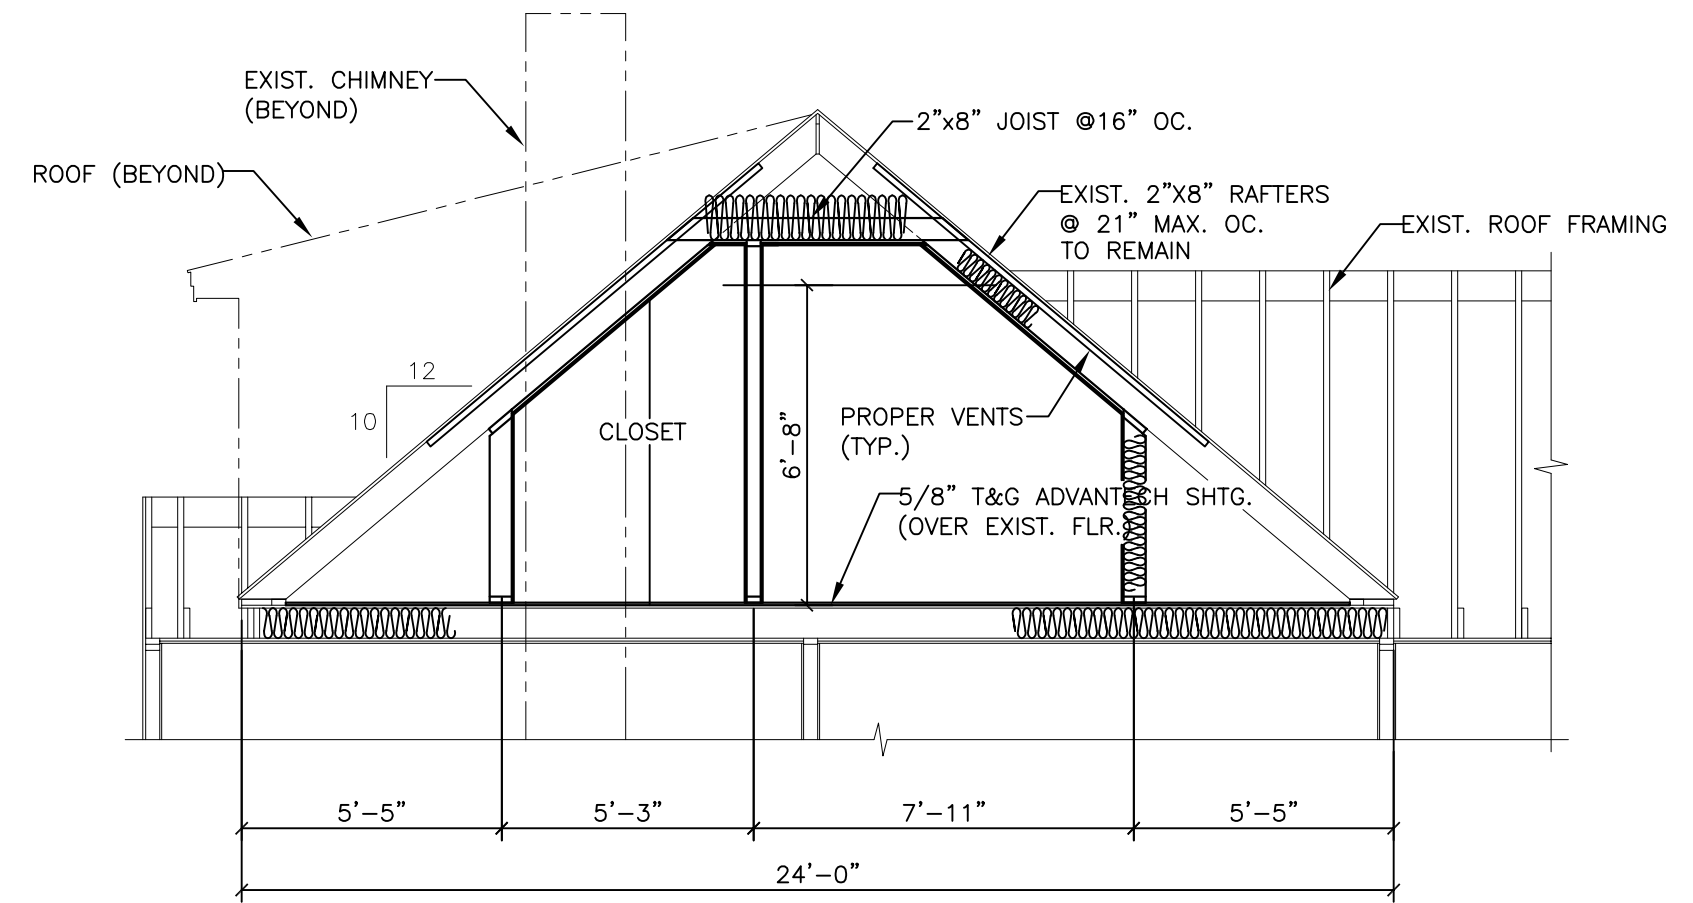 EXIST. CHIMNEY
(BEYOND)
ROOF (BEYOND)
2"x8" JOIST @16" OC.
EXIST. 2"X8" RAFTERS
@ 21" MAX. OC.
TO REMAIN
EXIST. ROOF FRAMING
12
10
CLOSET
6'-8"
PROPER VENTS
(TYP.)
5/8" T&G ADVANTECH SHTG.
(OVER EXIST. FLR.)
5'-5"
5'-3"
7'-11"
5'-5"
24'-0"